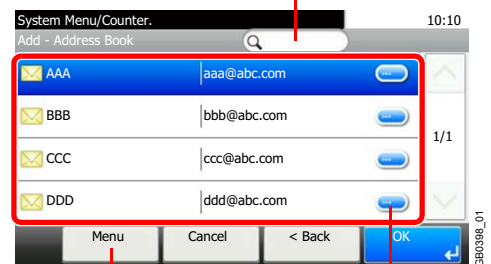 System Menu/Counter. 10:10
Add - Address Book
AAA aaa@abc.com
BBB bbb@abc.com
1/1
CCC ccc@abc.com
DDD ddd@abc.com
Menu Cancel < Back OK
GB0398_01